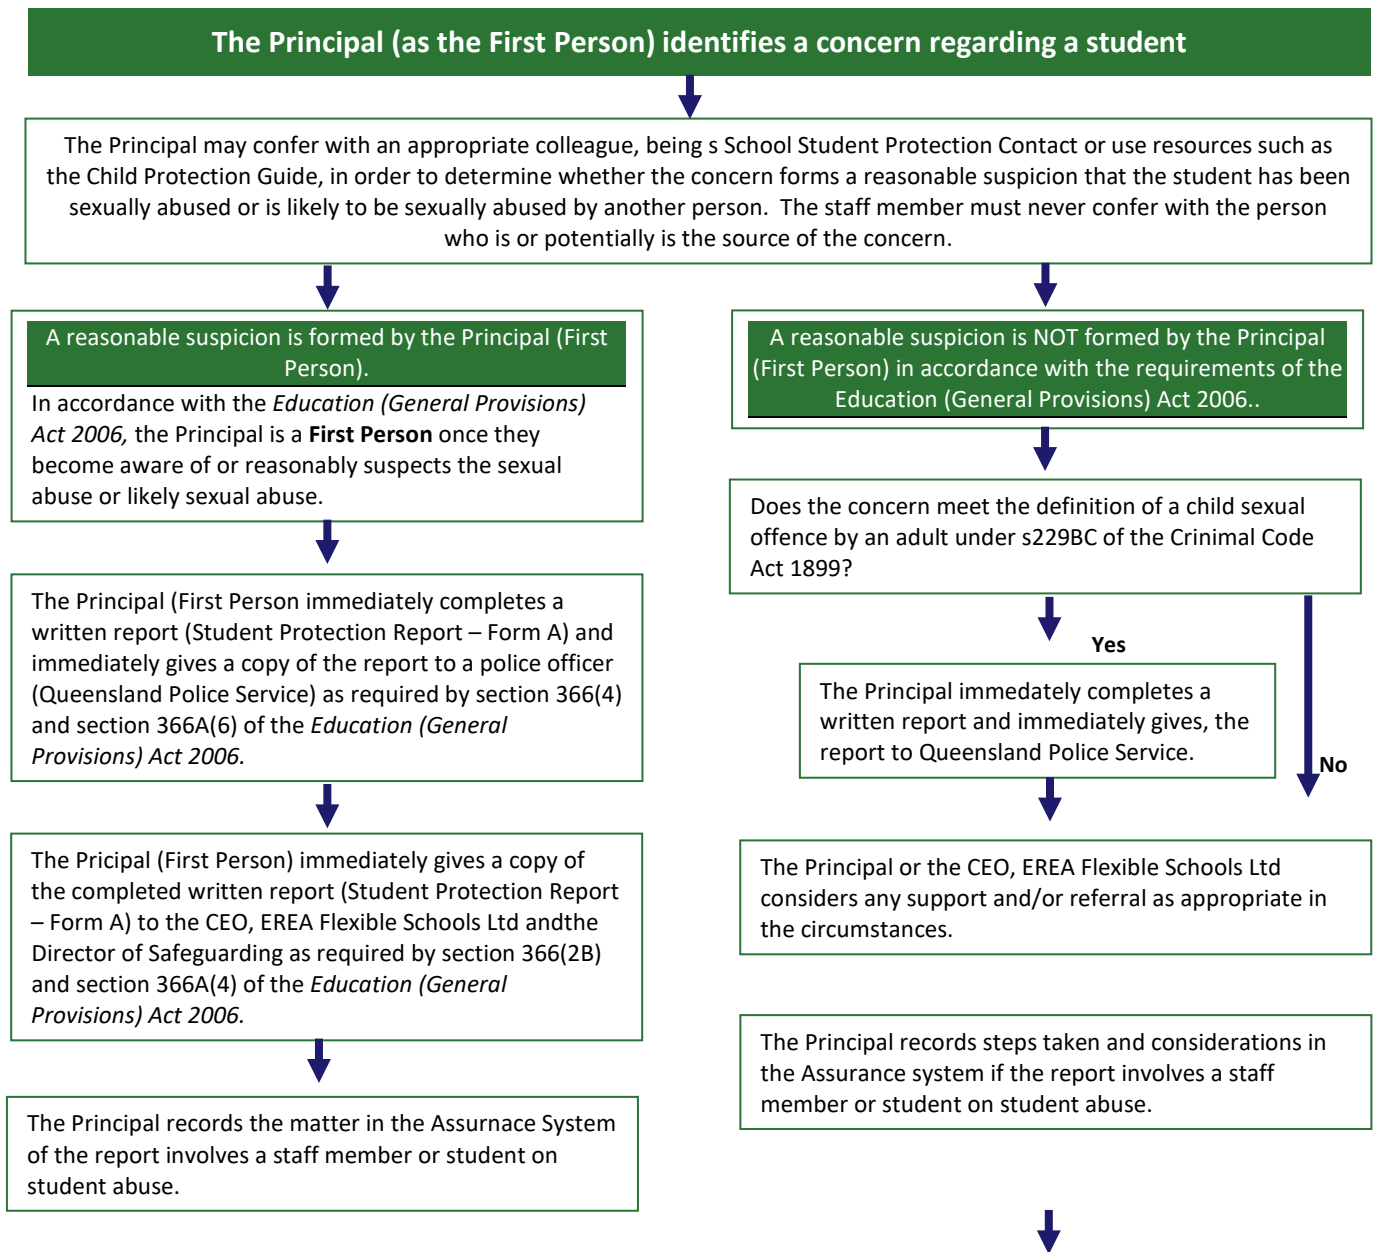 The Principal (as the First Person) identifies a concern regarding a student
The Principal may confer with an appropriate colleague, being s School Student Protection Contact or use resources such as
the Child Protection Guide, in order to determine whether the concern forms a reasonable suspicion that the student has been
sexually abused or is likely to be sexually abused by another person.  The staff member must never confer with the person
who is or potentially is the source of the concern.
A reasonable suspicion is formed by the Principal (First
Person).
In accordance with the Education (General Provisions)
Act 2006, the Principal is a First Person once they
become aware of or reasonably suspects the sexual
abuse or likely sexual abuse.
The Principal (First Person immediately completes a
written report (Student Protection Report – Form A) and
immediately gives a copy of the report to a police officer
(Queensland Police Service) as required by section 366(4)
and section 366A(6) of the Education (General
Provisions) Act 2006.
The Pricipal (First Person) immediately gives a copy of
the completed written report (Student Protection Report
– Form A) to the CEO, EREA Flexible Schools Ltd andthe
Director of Safeguarding as required by section 366(2B)
and section 366A(4) of the Education (General
Provisions) Act 2006.
The Principal records the matter in the Assurnace System
of the report involves a staff member or student on
student abuse.
A reasonable suspicion is NOT formed by the Principal
(First Person) in accordance with the requirements of the
Education (General Provisions) Act 2006..
Does the concern meet the definition of a child sexual
offence by an adult under s229BC of the Crinimal Code
Act 1899?
Yes
The Principal immedately completes a
written report and immediately gives, the
report to Queensland Police Service.
No
The Principal or the CEO, EREA Flexible Schools Ltd
considers any support and/or referral as appropriate in
the circumstances.
The Principal records steps taken and considerations in
the Assurance system if the report involves a staff
member or student on student abuse.